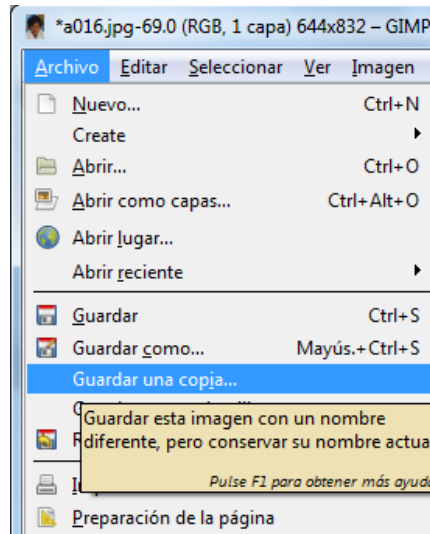 *a016.jpg-69.0 (RGB, 1 capa) 644x832 – GIMP
Archivo Editar Seleccionar Ver Imagen
Nuevo... Ctrl+N
Create
Abrir... Ctrl+O
Abrir como capas... Ctrl+Alt+O
Abrir lugar...
Abrir reciente
Guardar Ctrl+S
Guardar como... Mayús.+Ctrl+S
Guardar una copia...
Guardar esta imagen con un nombre
diferente, pero conservar su nombre actua
Pulse F1 para obtener más ayuda
Preparación de la página